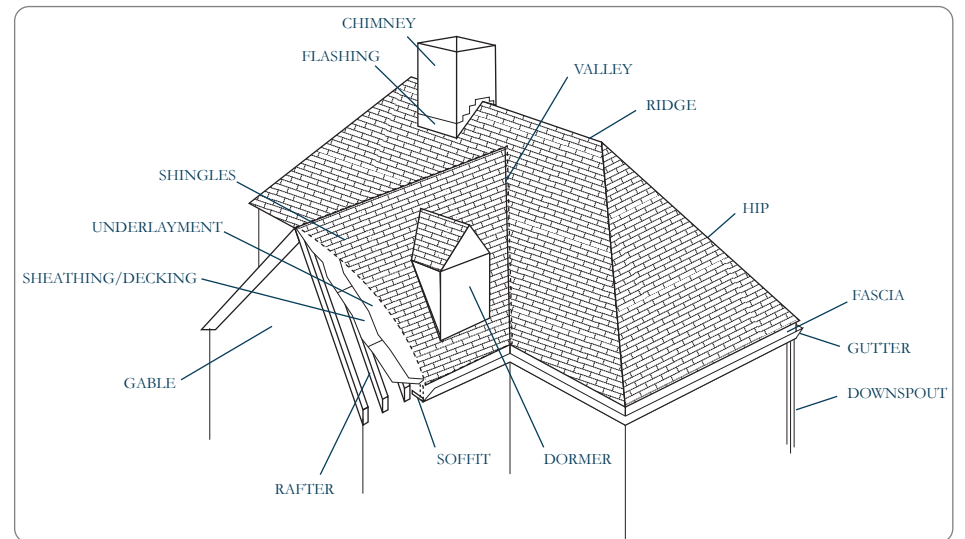 CHIMNEY
FLASHING
VALLEY
RIDGE
SHINGLES
HIP
UNDERLAYMENT
SHEATHING/DECKING
FASCIA
GUTTER
GABLE
DOWNSPOUT
SOFFIT
DORMER
RAFTER